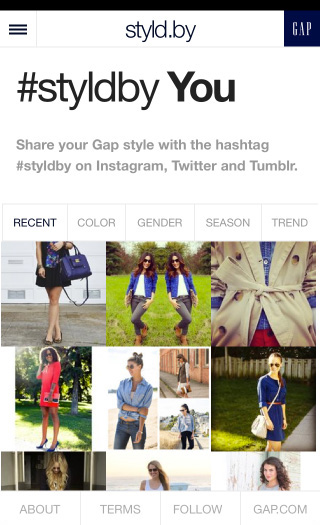 styld.by
GAP
#styldby You
Share your Gap style with the hashtag
#styldby on Instagram, Twitter and Tumblr.
RECENT COLOR GENDER SEASON TREND
ABOUT TERMS FOLLOW GAP.COM